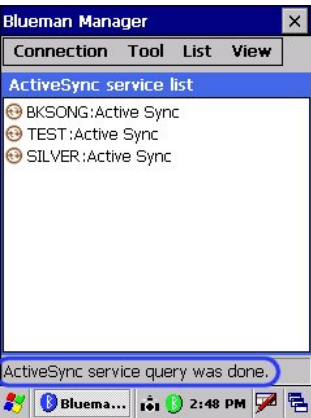 Blueman Manager
Connection Tool List View
ActiveSync service list
BKSONG:Active Sync
TEST:Active Sync
SILVER:Active Sync
ActiveSync service query was done.
Bluema... 2:48 PM